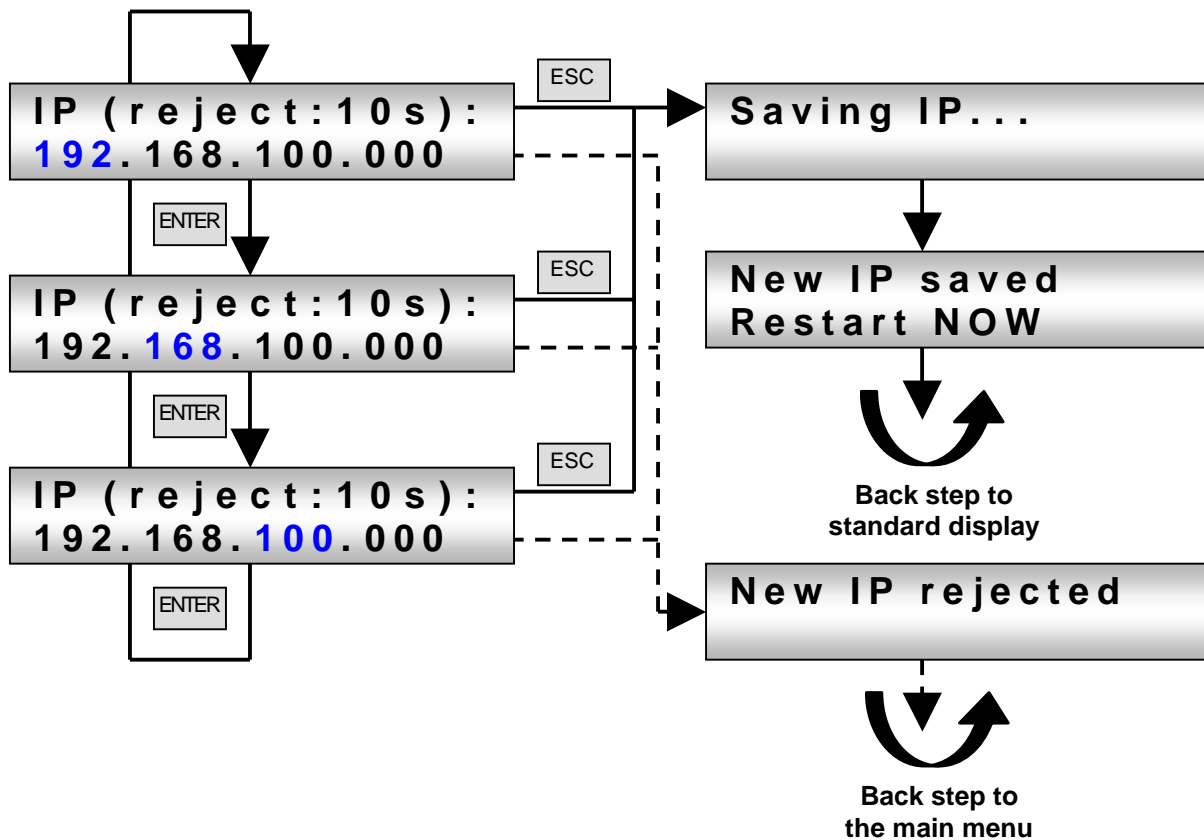 IP (reject:10s):
192.168.100.000
ENTER
IP (reject:10s):
192.168.100.000
ENTER
IP (reject:10s):
192.168.100.000
ENTER
ESC
ESC
ESC
Saving IP...
New IP saved
Restart NOW
Back step to
standard display
New IP rejected
Back step to
the main menu